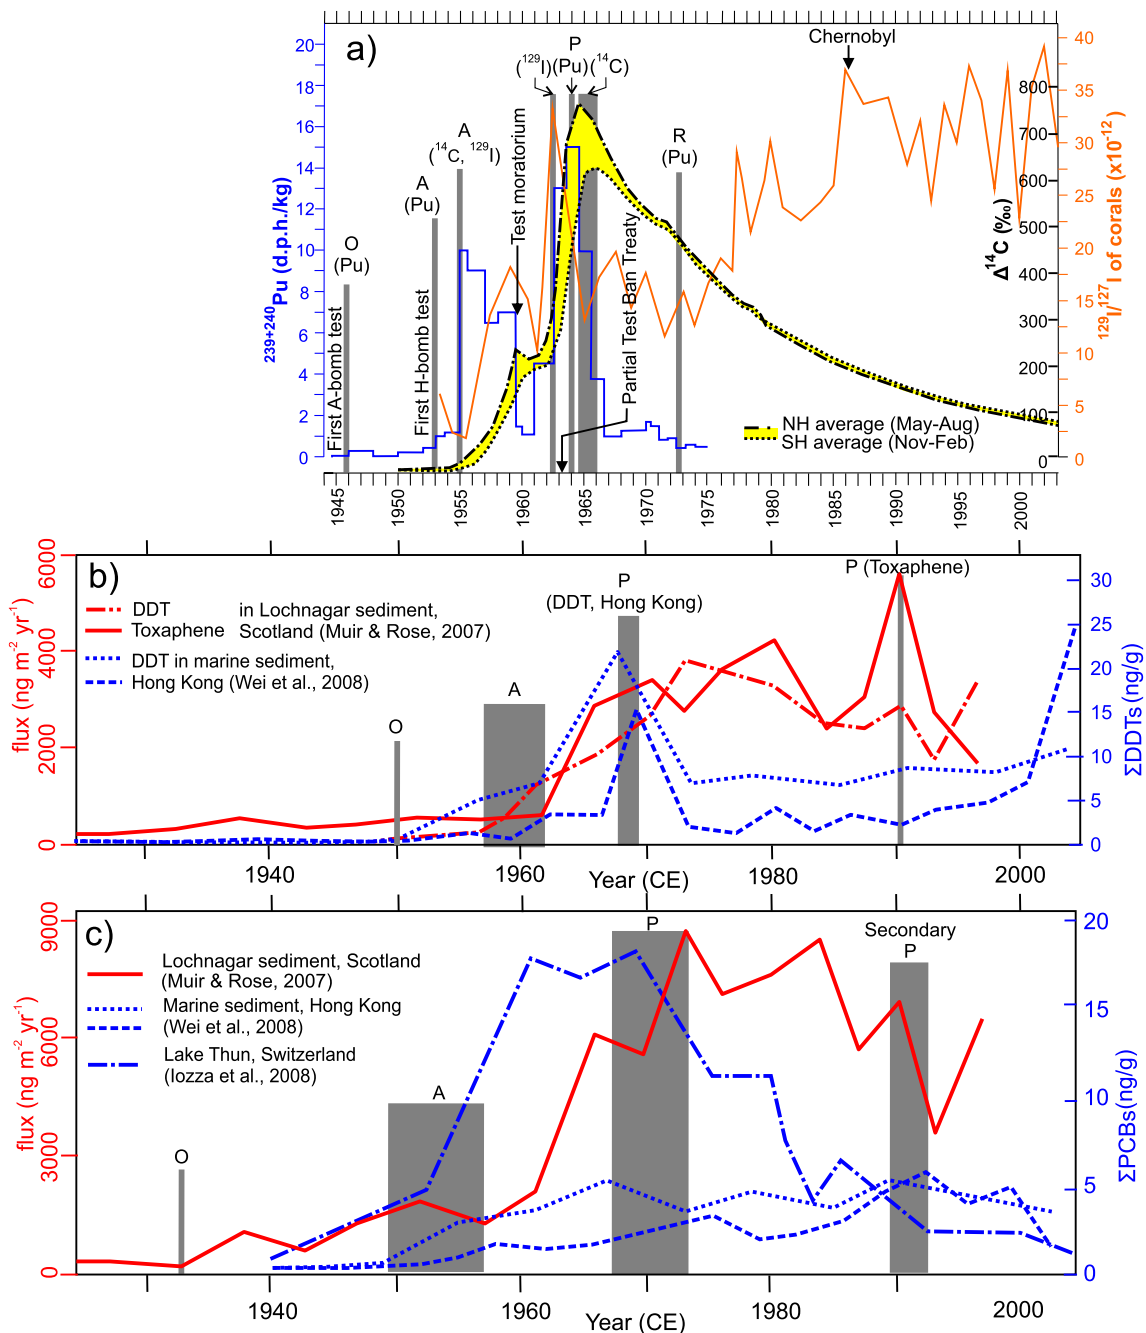 a)
Chernobyl
P
(¹²⁹I)(Pu)(¹⁴C)
A
(¹⁴C, ¹²⁹I)
A
(Pu)
O
(Pu)
R
(Pu)
First A-bomb test
First H-bomb test
Test moratorium
Partial Test Ban Treaty
NH average (May-Aug)
SH average (Nov-Feb)
²³⁹⁺²⁴⁰Pu (d.p.h./kg)
20
18
16
14
12
10
8
6
4
2
0
Δ¹⁴C (‰)
800
700
600
500
400
300
200
100
0
¹²⁹I/¹²⁷I of corals (x10⁻¹²)
40
35
30
25
20
15
10
5
0
1945 1950 1955 1960 1965 1970 1975 1980 1985 1990 1995 2000
b)
DDT in Lochnagar sediment,
Toxaphene Scotland (Muir & Rose, 2007)
DDT in marine sediment,
Hong Kong (Wei et al., 2008)
O
A
P
(DDT, Hong Kong)
P (Toxaphene)
flux (ng m⁻² yr⁻¹)
6000
4000
2000
0
ΣDDTs (ng/g)
30
25
20
15
10
5
0
1940 1960 1980 2000
Year (CE)
c)
Lochnagar sediment, Scotland
(Muir & Rose, 2007)
Marine sediment, Hong Kong
(Wei et al., 2008)
Lake Thun, Switzerland
(Iozza et al., 2008)
O
A
P
Secondary
P
flux (ng m⁻² yr⁻¹)
9000
6000
3000
0
ΣPCBs(ng/g)
20
15
10
5
0
1940 1960 1980 2000
Year (CE)